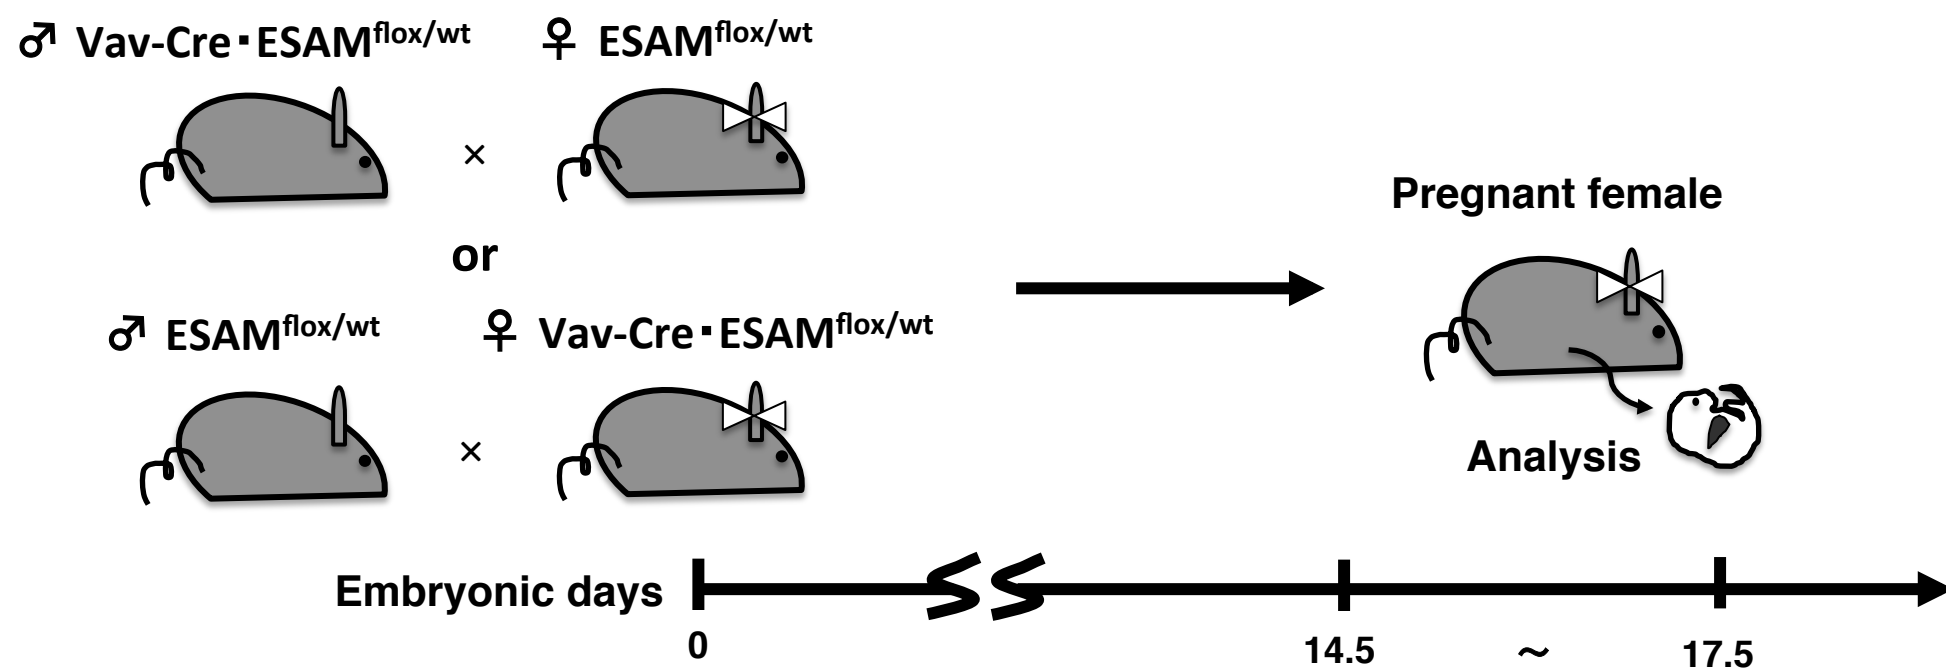 ♂ Vav-Cre･ESAMflox/wt
♀ ESAMflox/wt
×
or
♂ ESAMflox/wt
♀ Vav-Cre･ESAMflox/wt
×
Pregnant female
Analysis
Embryonic days
0
14.5
~
17.5